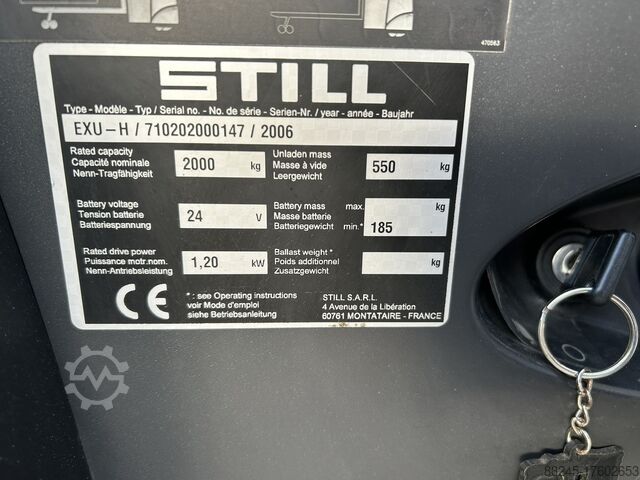 470563
STILL
Type - Modèle - Typ / Serial no. - No. de série - Serien-Nr. / year - année - Baujahr
EXU-H / 710202000147 / 2006
Rated capacity
Capacité nominale
Nenn-Tragfähigkeit
2000 kg
Unladen mass
Masse à vide
Leergewicht
550 kg
Battery voltage
Tension batterie
Batteriespannung
24 V
Battery mass max.
Masse batterie
Batteriegewicht min.*
kg
185
Rated drive power
Puissance motr.nom.
Nenn-Antriebsleistung
1,20 kW
Ballast weight *
Poids additionnel
Zusatzgewicht
kg
CE
* : see Operating instructions
voir Mode d'emploi
siehe Betriebsanleitung
STILL S.A.R.L.
4 Avenue de la Libération
60761 MONTATAIRE - FRANCE
88245-17602653